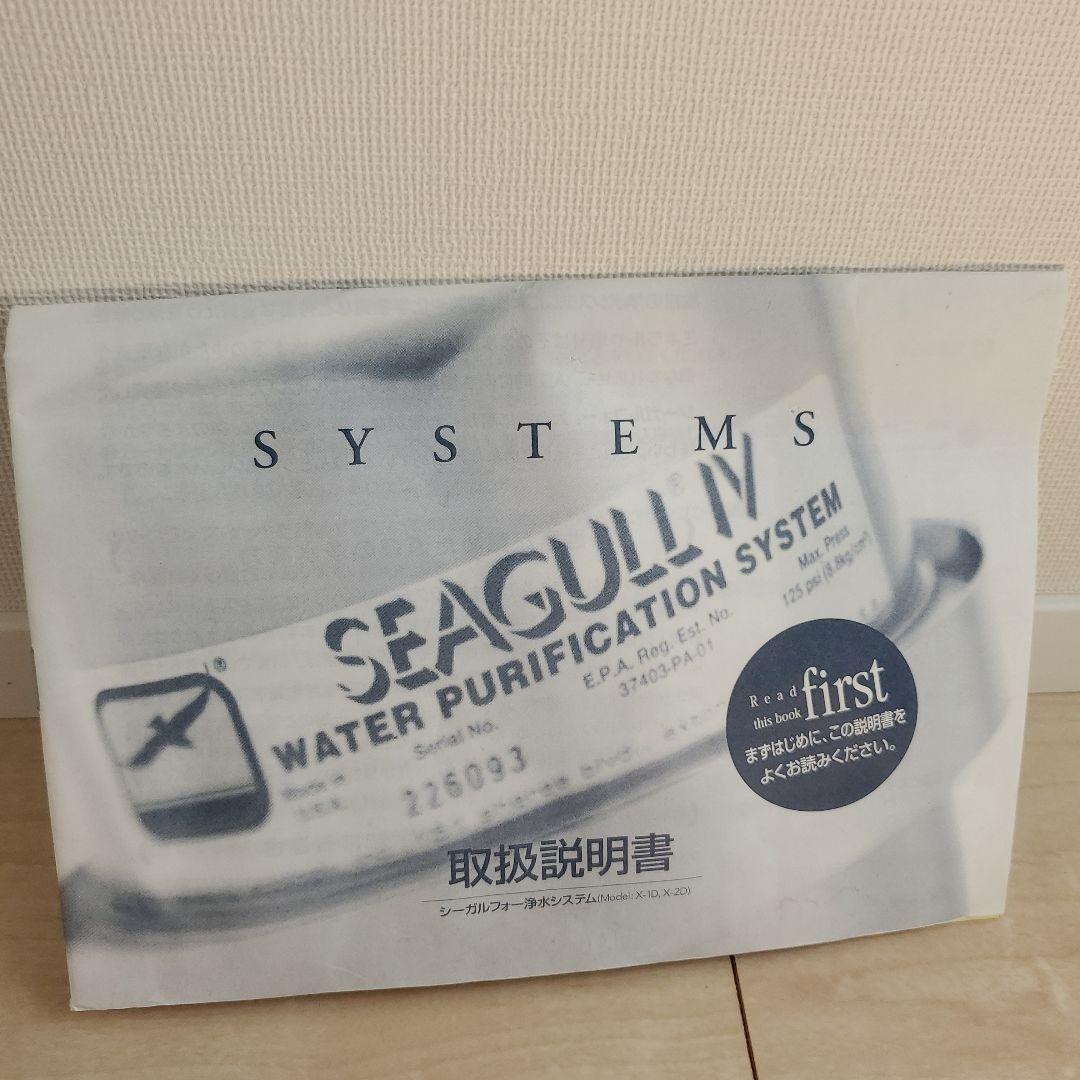 SYSTEMS
SEAGULL IV®
WATER PURIFICATION SYSTEM
Serial No.
226093
E.P.A. Reg. Est. No.
37403-PA-01
Max. Press
125 psi (8.8kg/cm²)
Read
this book first
まずはじめに、この説明書を
よくお読みください。
取扱説明書
シーガルフォー浄水システム(Model: X-1D, X-2D)